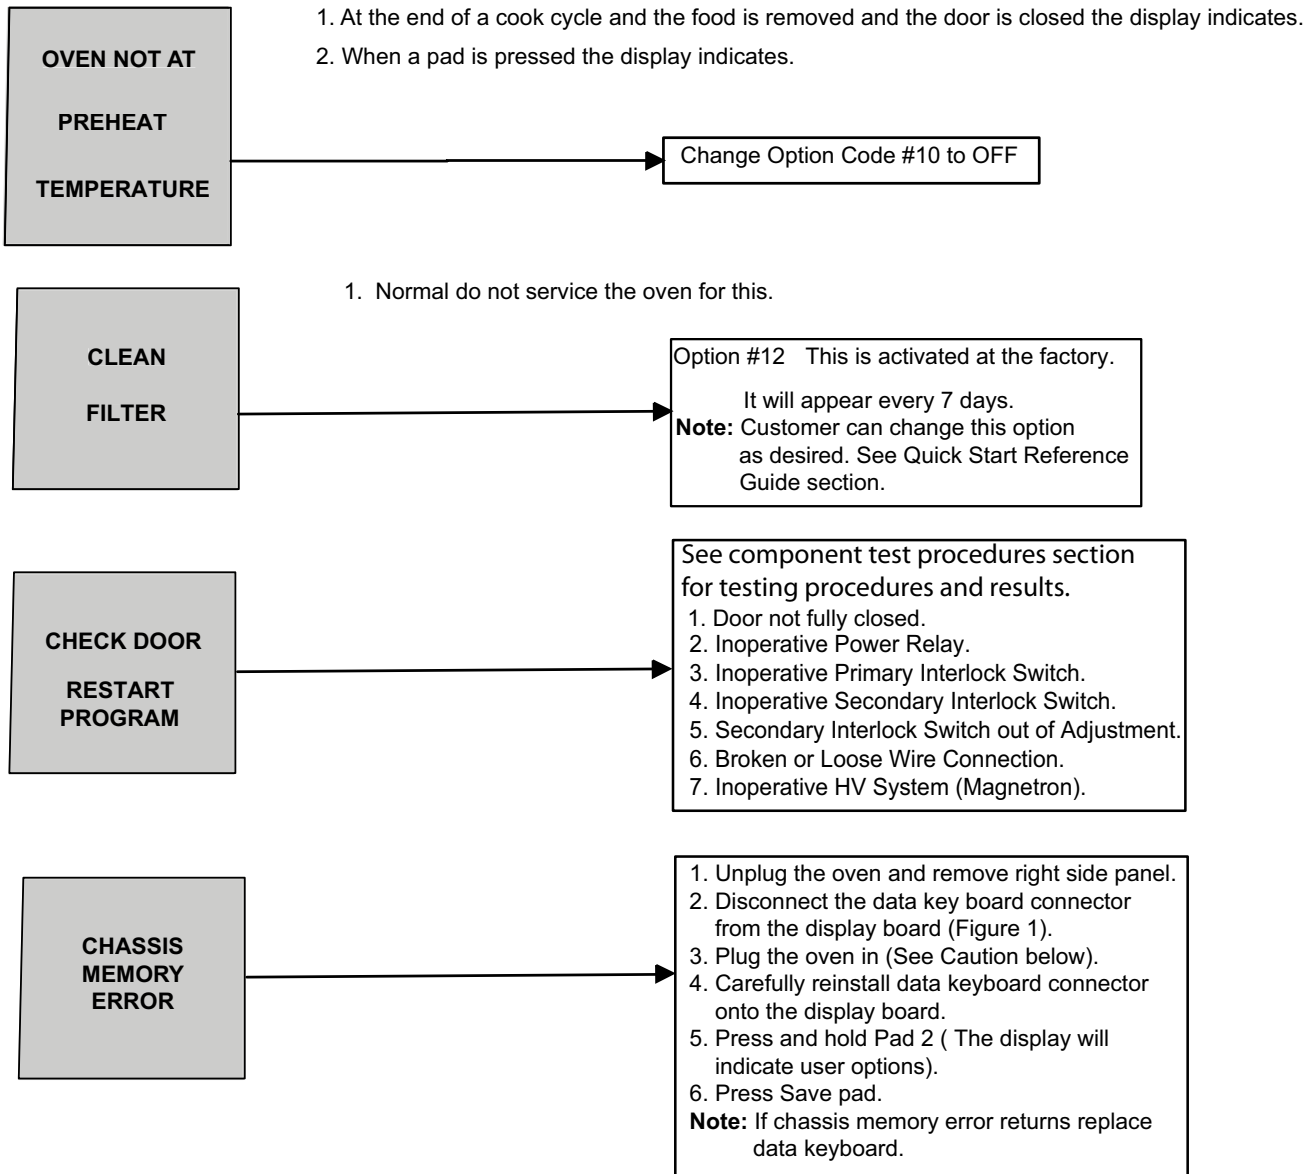 1. At the end of a cook cycle and the food is removed and the door is closed the display indicates.
2. When a pad is pressed the display indicates.
OVEN NOT AT
PREHEAT
TEMPERATURE
Change Option Code #10 to OFF
1. Normal do not service the oven for this.
CLEAN
FILTER
Option #12 This is activated at the factory.
It will appear every 7 days.
Note: Customer can change this option
as desired. See Quick Start Reference
Guide section.
CHECK DOOR
RESTART
PROGRAM
See component test procedures section
for testing procedures and results.
1. Door not fully closed.
2. Inoperative Power Relay.
3. Inoperative Primary Interlock Switch.
4. Inoperative Secondary Interlock Switch.
5. Secondary Interlock Switch out of Adjustment.
6. Broken or Loose Wire Connection.
7. Inoperative HV System (Magnetron).
CHASSIS
MEMORY
ERROR
1. Unplug the oven and remove right side panel.
2. Disconnect the data key board connector
from the display board (Figure 1).
3. Plug the oven in (See Caution below).
4. Carefully reinstall data keyboard connector
onto the display board.
5. Press and hold Pad 2 ( The display will
indicate user options).
6. Press Save pad.
Note: If chassis memory error returns replace
data keyboard.